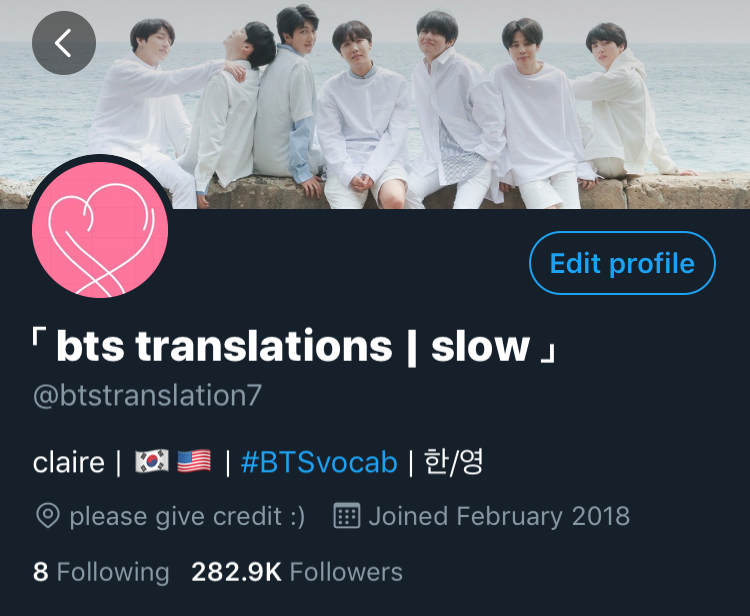 Edit profile
「 bts translations | slow 」
@btstranslation7
claire | 🇰🇷 🇺🇸 | #BTSvocab | 한/영
please give credit :) Joined February 2018
8 Following 282.9K Followers